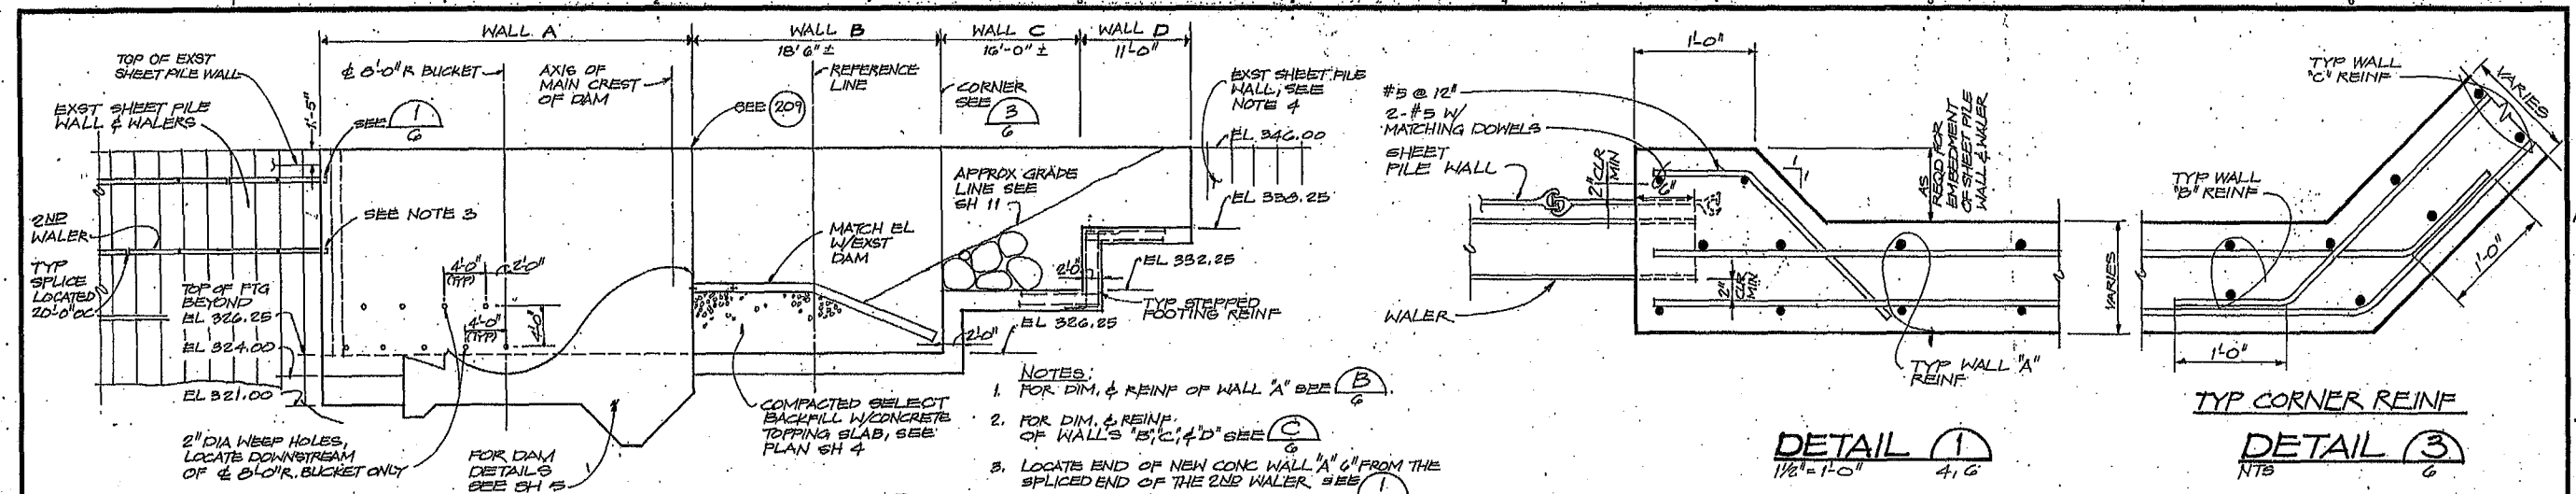 WALL A
WALL B
18'6" ±
WALL C
16'-0" ±
WALL D
11'-0"
TOP OF EXST
SHEET PILE WALL
EXST SHEET PILE
WALL & WALERS
1'-5"
SEE 1
6
℄ 8'-0" R BUCKET
AXIS OF
MAIN CREST
OF DAM
SEE 209
REFERENCE
LINE
CORNER
SEE 3
6
EXST SHEET PILE
WALL, SEE
NOTE 4
EL 346.00
EL 338.25
APPROX GRADE
LINE SEE
SH 11
MATCH EL
W/EXST
DAM
2'0"
EL 332.25
TYP STEPPED
FOOTING REINF
EL 326.25
2'0"
2ND
WALER
TYP
SPLICE
LOCATED
20'-0"OC
SEE NOTE 3
TOP OF FTG
BEYOND
EL 326.25
EL 324.00
EL 321.00
4'-0"
(TYP)
2'0"
4'-0"
(TYP)
4'0"
2" DIA WEEP HOLES,
LOCATE DOWNSTREAM
OF ℄ 8'-0"R. BUCKET ONLY
FOR DAM
DETAILS
SEE SH 5
COMPACTED SELECT
BACKFILL W/CONCRETE
TOPPING SLAB, SEE
PLAN SH 4
NOTES:
1. FOR DIM. & REINF OF WALL "A" SEE B
6
2. FOR DIM. & REINF.
OF WALL'S "B","C", & "D" SEE C
6
3. LOCATE END OF NEW CONC WALL "A" 6" FROM THE
SPLICED END OF THE 2ND WALER SEE 1
1'-0"
#5 @ 12"
2-#5 W/
MATCHING DOWELS
SHEET
PILE WALL
2" CLR
MIN
6"
1
1
AS
REQD FOR
EMBEDMENT
OF SHEET PILE
WALL & WALER
2"
CLR
MIN
WALER
TYP WALL "A"
REINF
VARIES
DETAIL 1
1½" = 1'-0" 4, 6
TYP WALL
"C" REINF
VARIES
TYP WALL
"B" REINF
1'-0"
1'-0"
TYP CORNER REINF
DETAIL 3
NTS 6